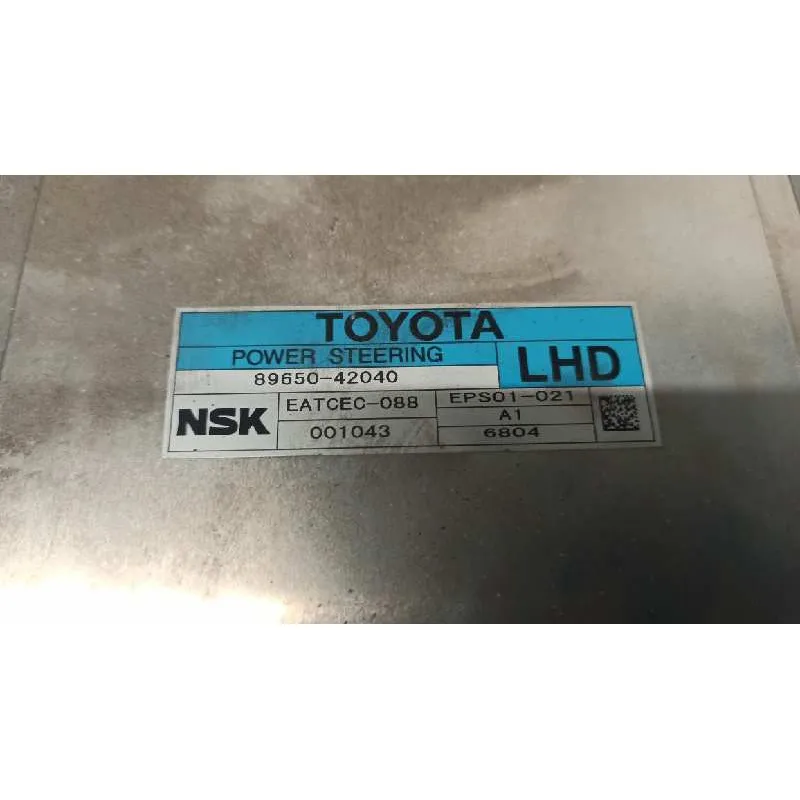 TOYOTA
POWER STEERING
LHD
89650-42040
NSK
EATCEC-088
EPS01-021
001043
A1
6804